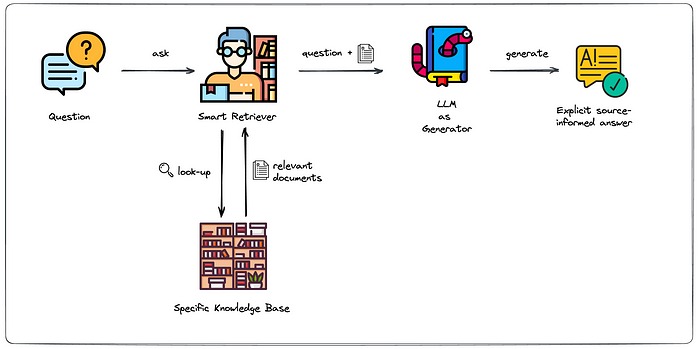 ?
ask
question +
generate
A!
Question
Smart Retriever
LLM
as
Generator
Explicit source-
informed answer
look-up
relevant
documents
Specific Knowledge Base